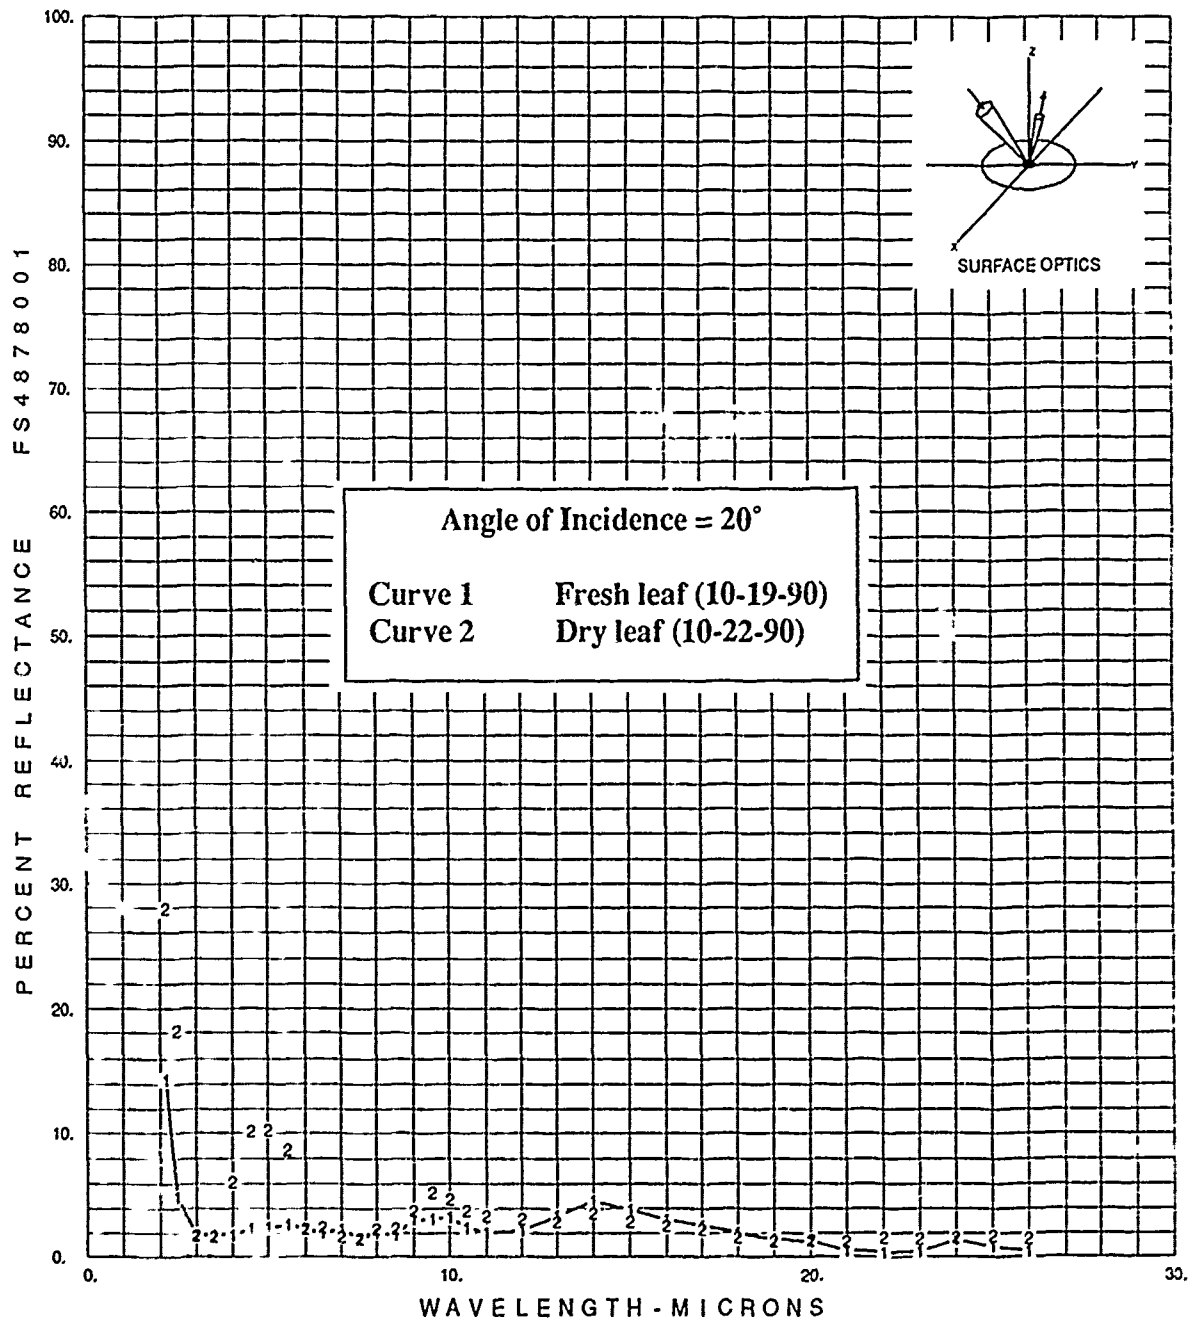 100.
90.
80.
70.
60.
50.
40.
30.
20.
10.
0.
PERCENT REFLECTANCE FS4878001
Z
Y
X
SURFACE OPTICS
Angle of Incidence = 20°
Curve 1 Fresh leaf (10-19-90)
Curve 2 Dry leaf (10-22-90)
0. 10. 20. 30.
WAVELENGTH-MICRONS